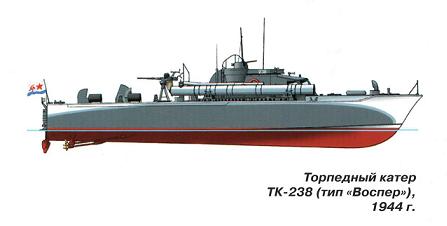 Торпедный катер
ТК-238 (тип «Воспер»),
1944 г.